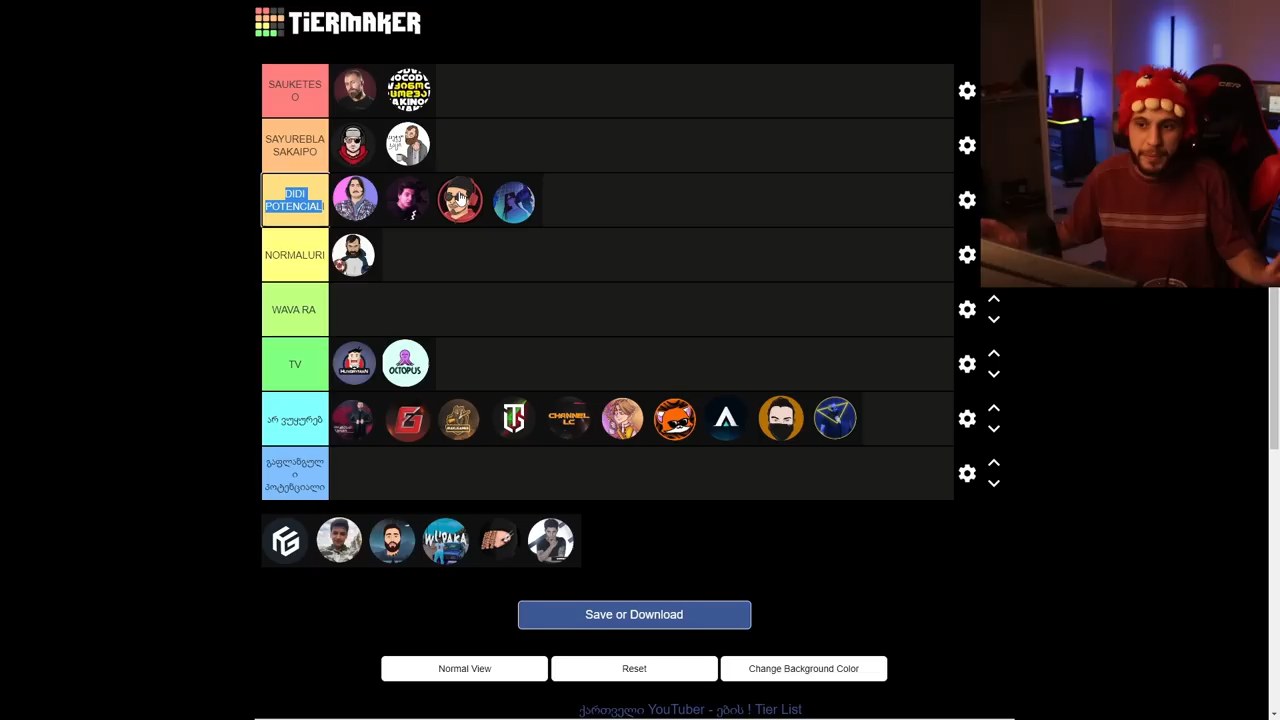 TiERMAKER
SAUKETES
O
SAYUREBLA
SAKAIPO
DIDI
POTENCIALI
NORMALURI
WAVA RA
TV
OCTOPUS
არ ვუყურებ
CHANNEL
LC
გაფლანგულ
ი
პოტენციალი
Save or Download
Normal View
Reset
Change Background Color
ქართველი YouTuber - ების ! Tier List